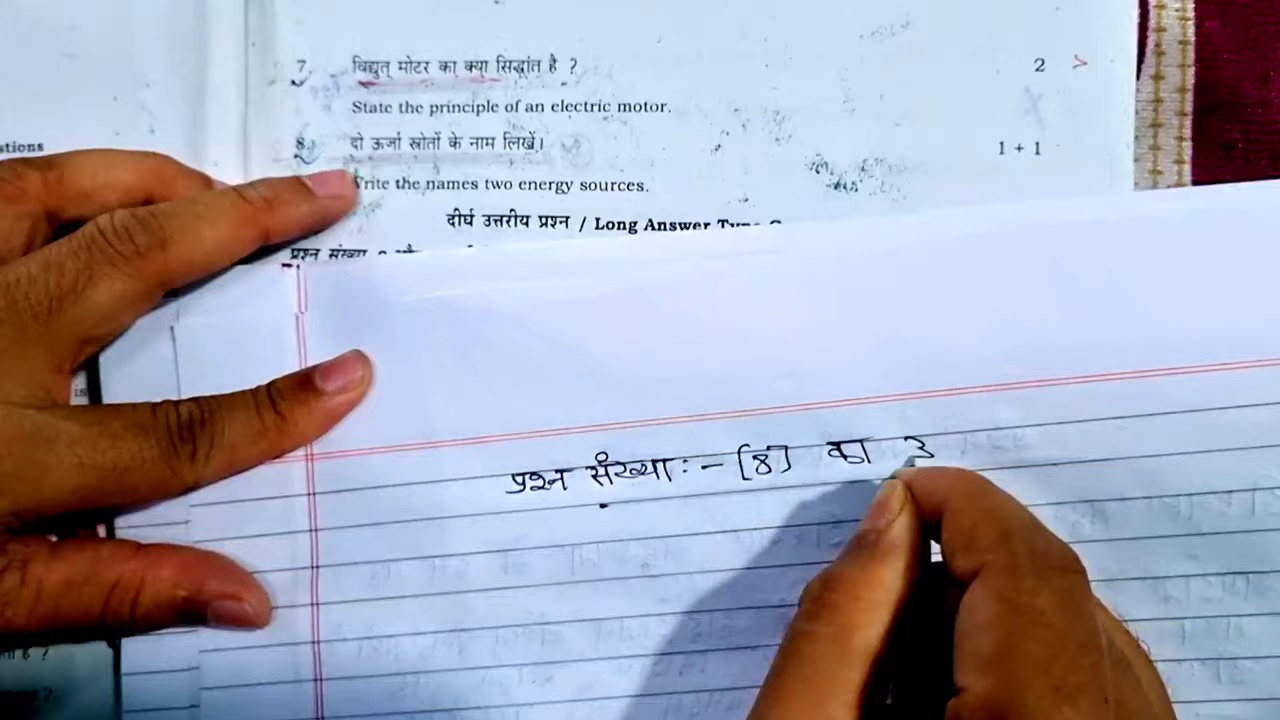 stions
7. विद्युत् मोटर का क्या सिद्धांत है ? 2
State the principle of an electric motor.
8. दो ऊर्जा स्रोतों के नाम लिखें। 1 + 1
Write the names two energy sources.
दीर्घ उत्तरीय प्रश्न / Long Answer
प्रश्न संख्या
प्रश्न संख्या :- [8] का